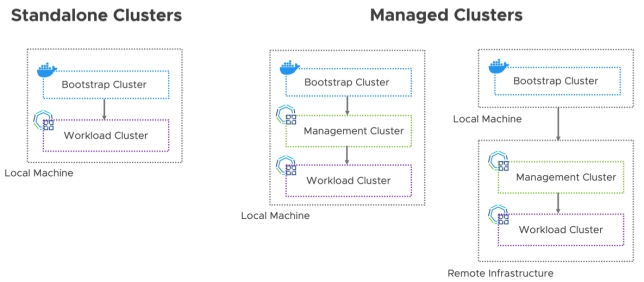 Standalone Clusters
Managed Clusters
Bootstrap Cluster
Workload Cluster
Local Machine
Bootstrap Cluster
Management Cluster
Workload Cluster
Local Machine
Bootstrap Cluster
Local Machine
Management Cluster
Workload Cluster
Remote Infrastructure